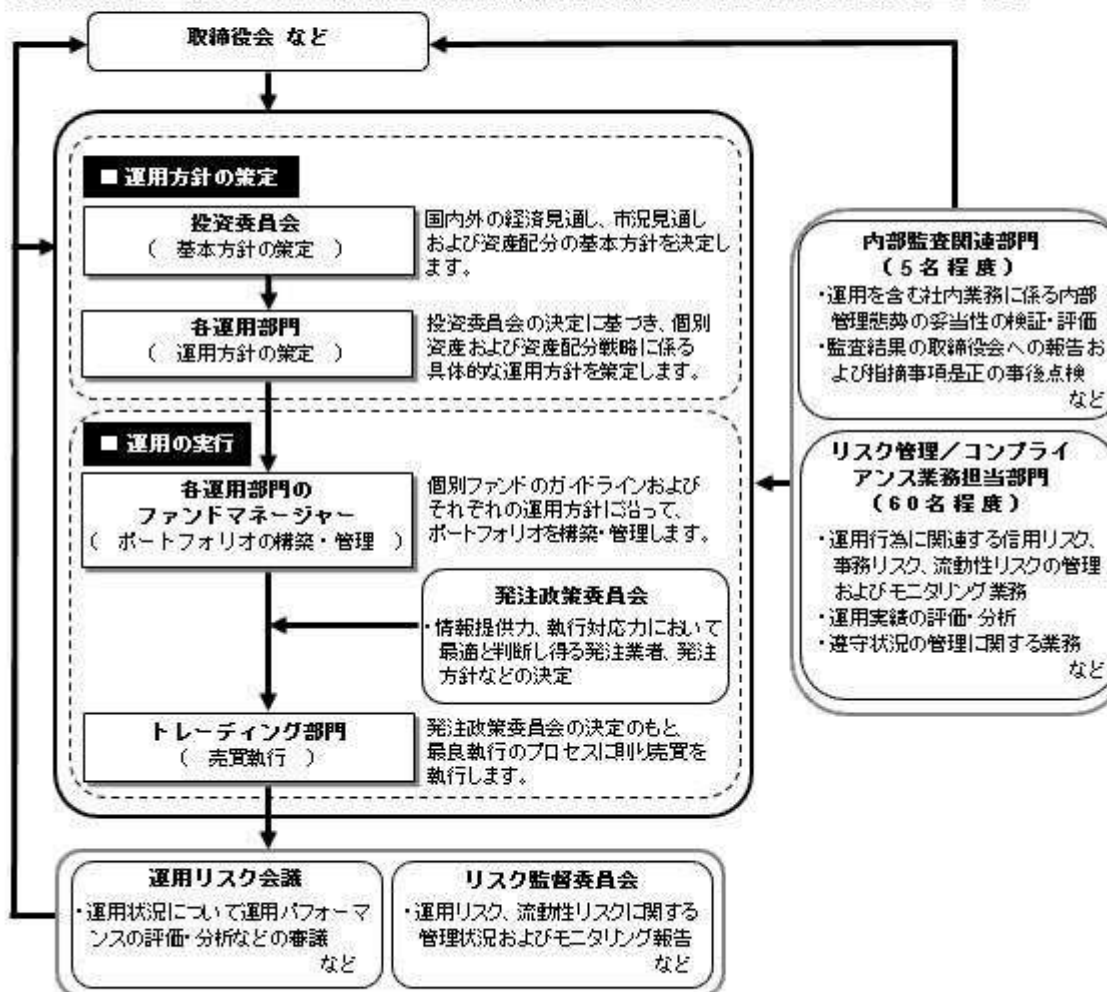 取締役会 など
■ 運用方針の策定
投資委員会
( 基本方針の策定 )
国内外の経済見通し、市況見通し
および資産配分の基本方針を決定し
ます。
各運用部門
( 運用方針の策定 )
投資委員会の決定に基づき、個別
資産および資産配分戦略に係る
具体的な運用方針を策定します。
■ 運用の実行
各運用部門の
ファンドマネージャー
( ポートフォリオの構築・管理 )
個別ファンドのガイドラインおよび
それぞれの運用方針に沿って、
ポートフォリオを構築・管理します。
発注政策委員会
・情報提供力、執行対応力において
最適と判断し得る発注業者、発注
方針などの決定
トレーディング部門
( 売買執行 )
発注政策委員会の決定のもと、
最良執行のプロセスに則り売買を
執行します。
内部監査関連部門
(5名程度)
・運用を含む社内業務に係る内部
管理態勢の妥当性の検証・評価
・監査結果の取締役会への報告お
よび指摘事項是正の事後点検
など
リスク管理/コンプライ
アンス業務担当部門
(60名程度)
・運用行為に関連する信用リスク、
事務リスク、流動性リスクの管理
およびモニタリング業務
・運用実績の評価・分析
・遵守状況の管理に関する業務
など
運用リスク会議
・運用状況について運用パフォーマ
ンスの評価・分析などの審議
など
リスク監督委員会
・運用リスク、流動性リスクに関する
管理状況およびモニタリング報告
など